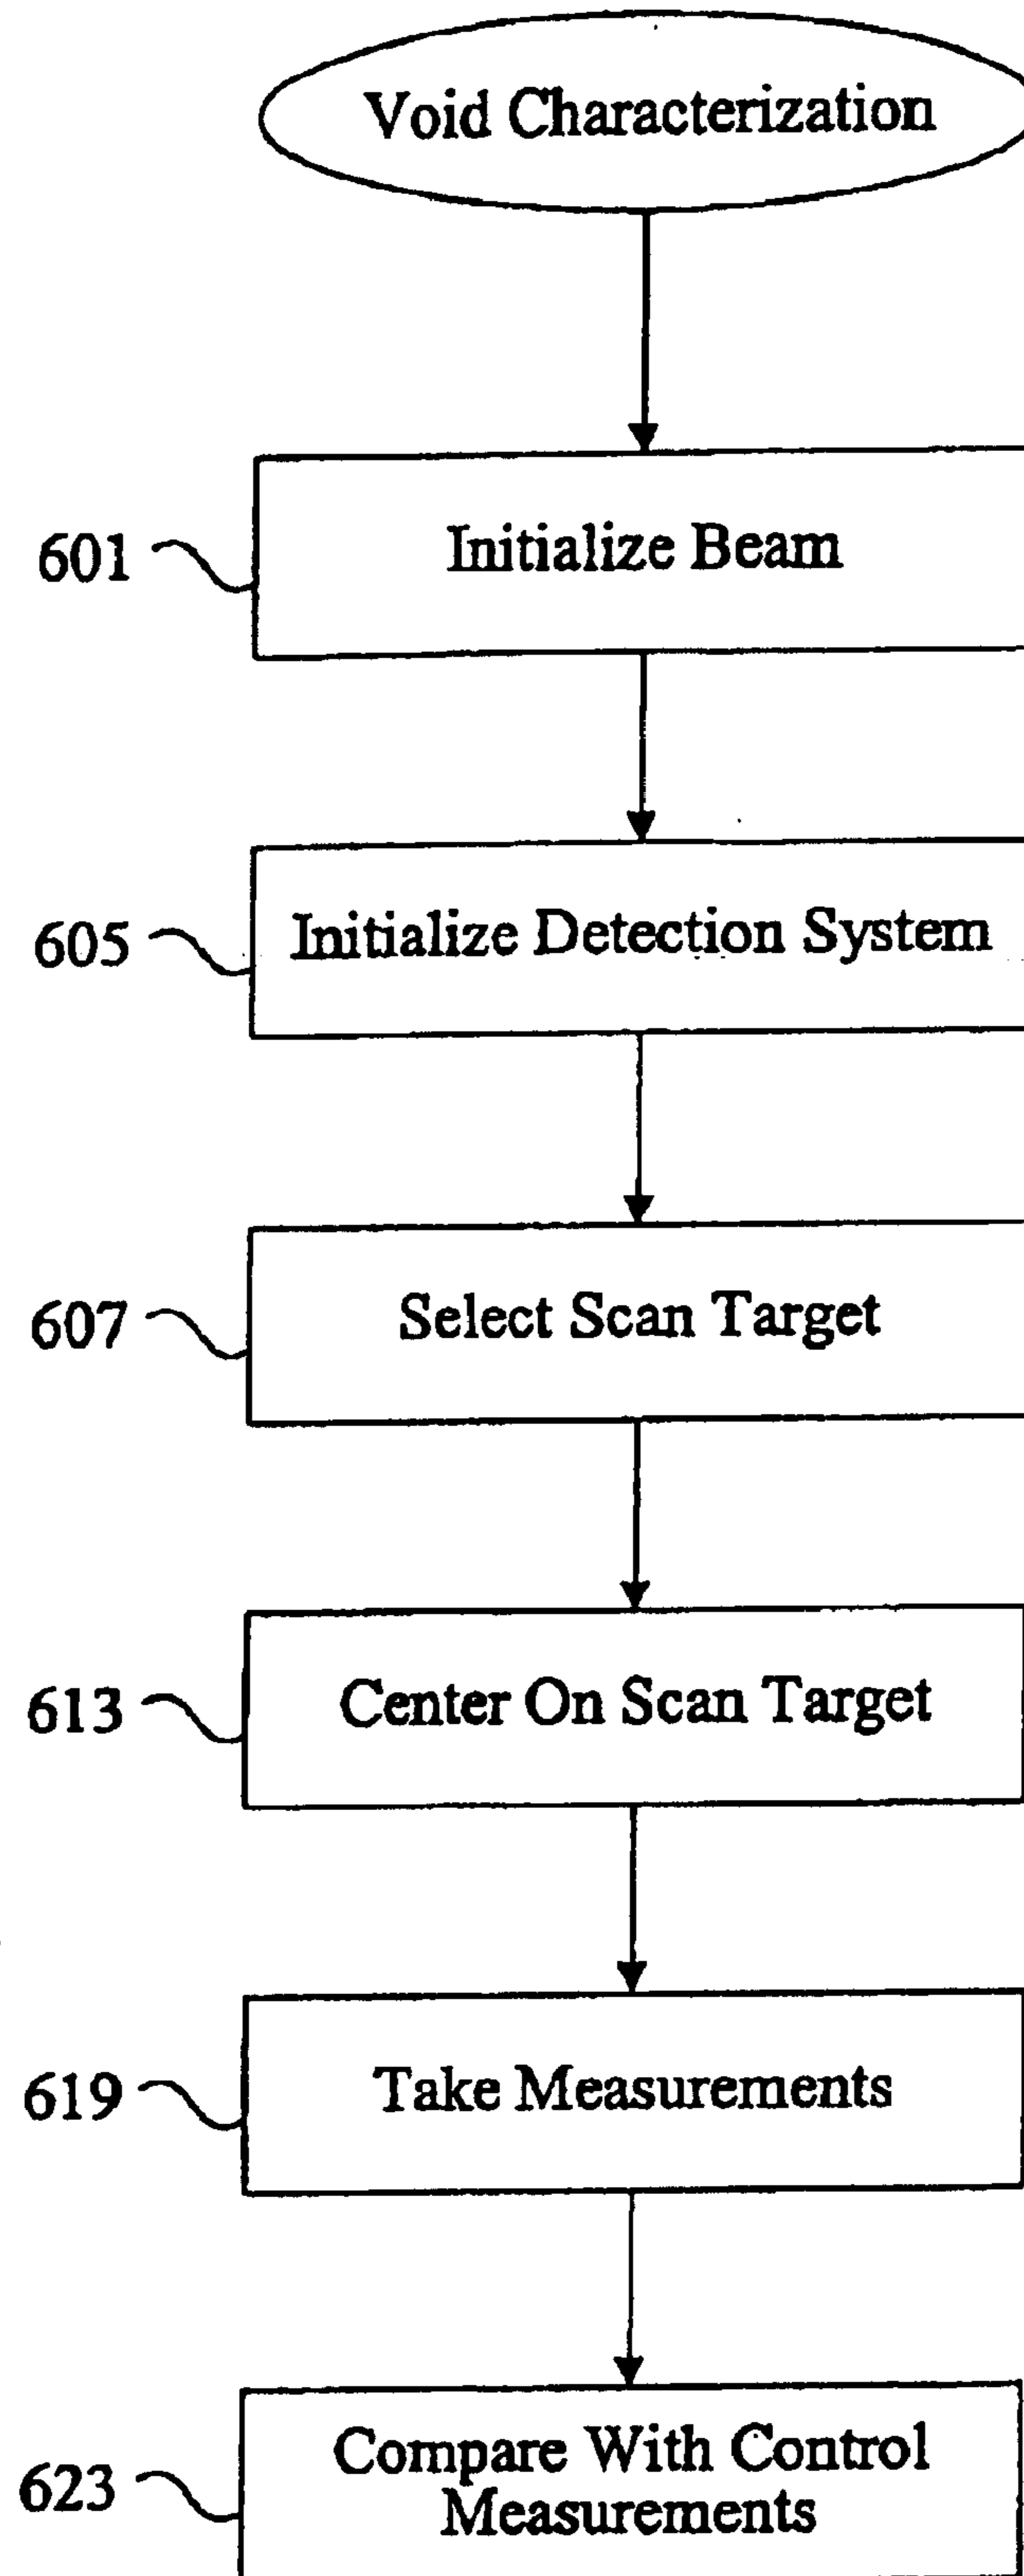 Void Characterization
601
Initialize Beam
605
Initialize Detection System
607
Select Scan Target
613
Center On Scan Target
619
Take Measurements
623
Compare With Control
Measurements